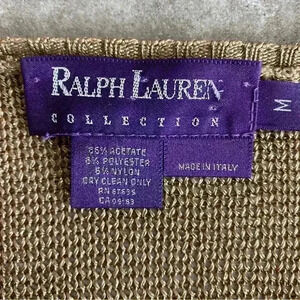 RALPH LAUREN
COLLECTION
M
86% ACETATE
8% POLYESTER
6% NYLON
DRY CLEAN ONLY
MADE IN ITALY